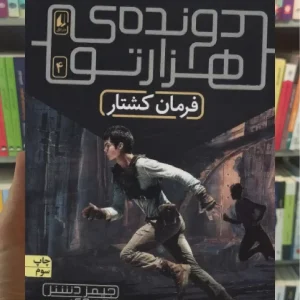 دونده‌ی
هزارتو
۴
فرمان کشتار
چاپ
سوم
جیمز دشنر